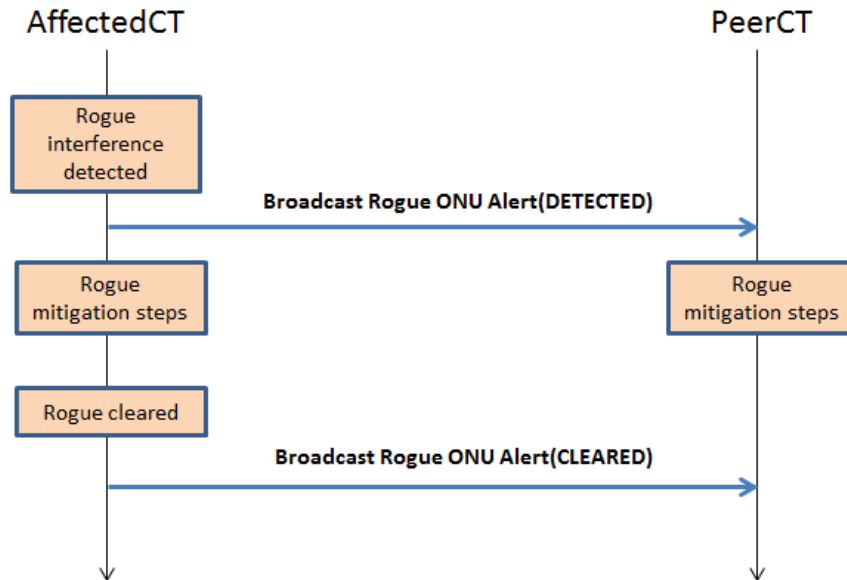 AffectedCT
PeerCT
Rogue
interference
detected
Broadcast Rogue ONU Alert(DETECTED)
Rogue
mitigation steps
Rogue
mitigation steps
Rogue cleared
Broadcast Rogue ONU Alert(CLEARED)